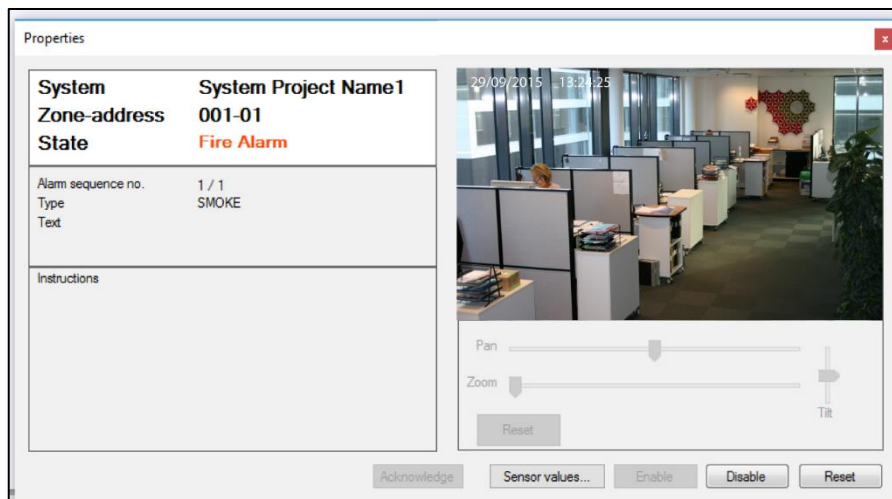 Properties
x
System System Project Name1
Zone-address 001-01
State Fire Alarm
Alarm sequence no. 1 / 1
Type SMOKE
Text
Instructions
29/09/2015 13:24:25
Pan
Zoom
Tilt
Reset
Acknowledge Sensor values... Enable Disable Reset